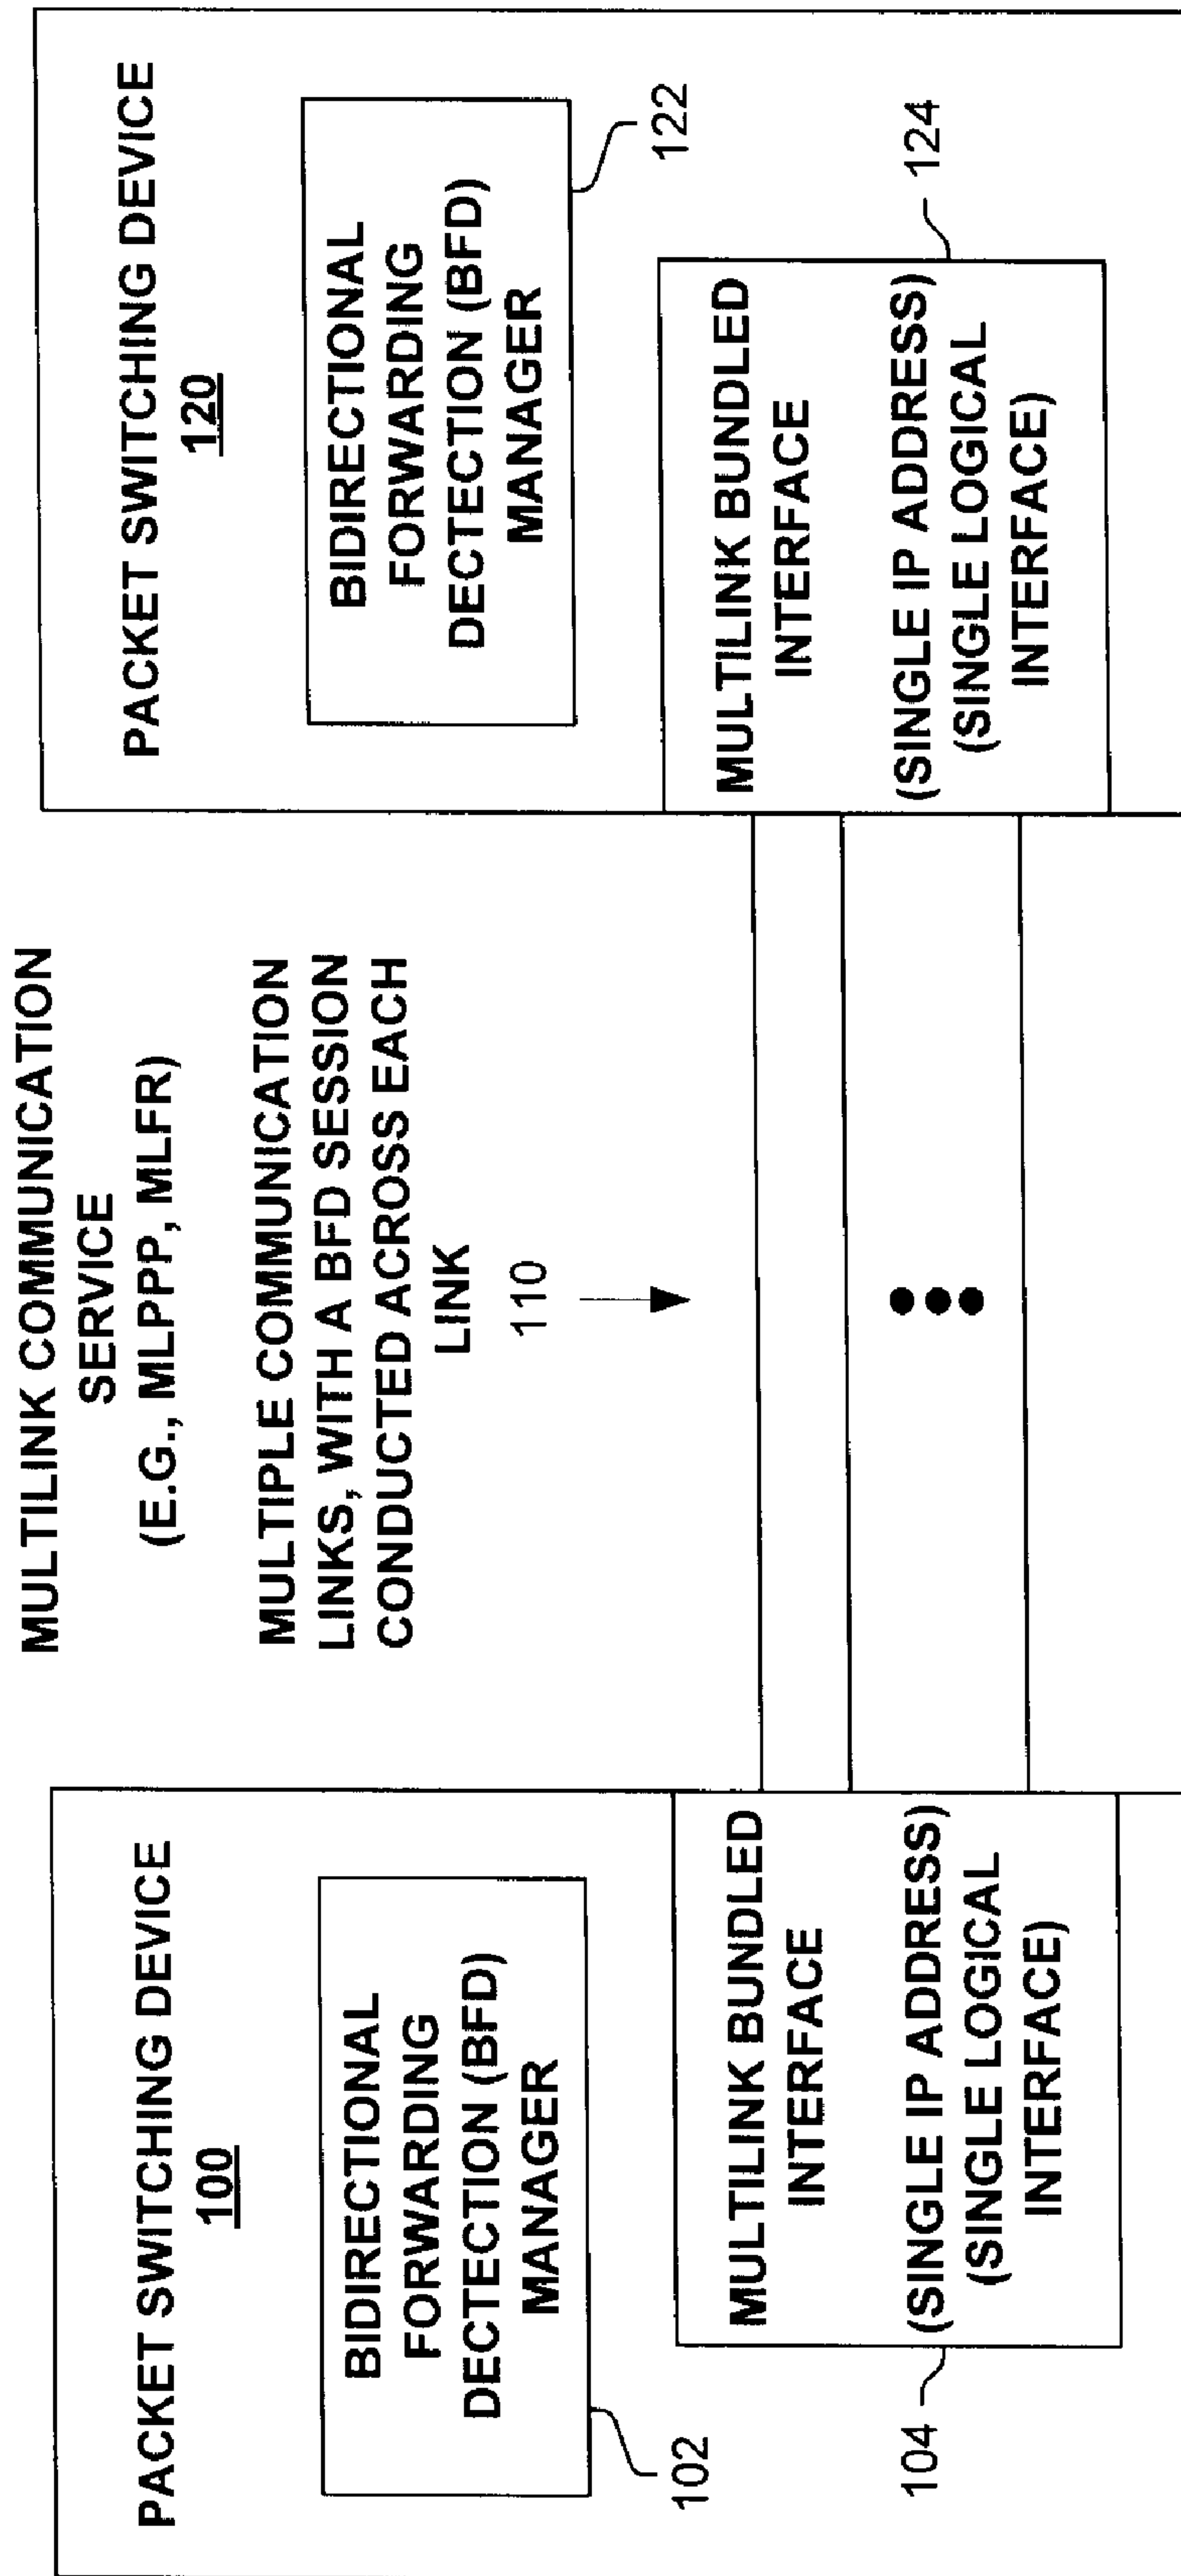 PACKET SWITCHING DEVICE
100
BIDIRECTIONAL
FORWARDING
DECTECTION (BFD)
MANAGER
102
MULTILINK BUNDLED
INTERFACE
(SINGLE IP ADDRESS)
(SINGLE LOGICAL
INTERFACE)
104
MULTILINK COMMUNICATION
SERVICE
(E.G., MLPPP, MLFR)
MULTIPLE COMMUNICATION
LINKS, WITH A BFD SESSION
CONDUCTED ACROSS EACH
LINK
110
PACKET SWITCHING DEVICE
120
BIDIRECTIONAL
FORWARDING
DECTECTION (BFD)
MANAGER
122
MULTILINK BUNDLED
INTERFACE
(SINGLE IP ADDRESS)
(SINGLE LOGICAL
INTERFACE)
124